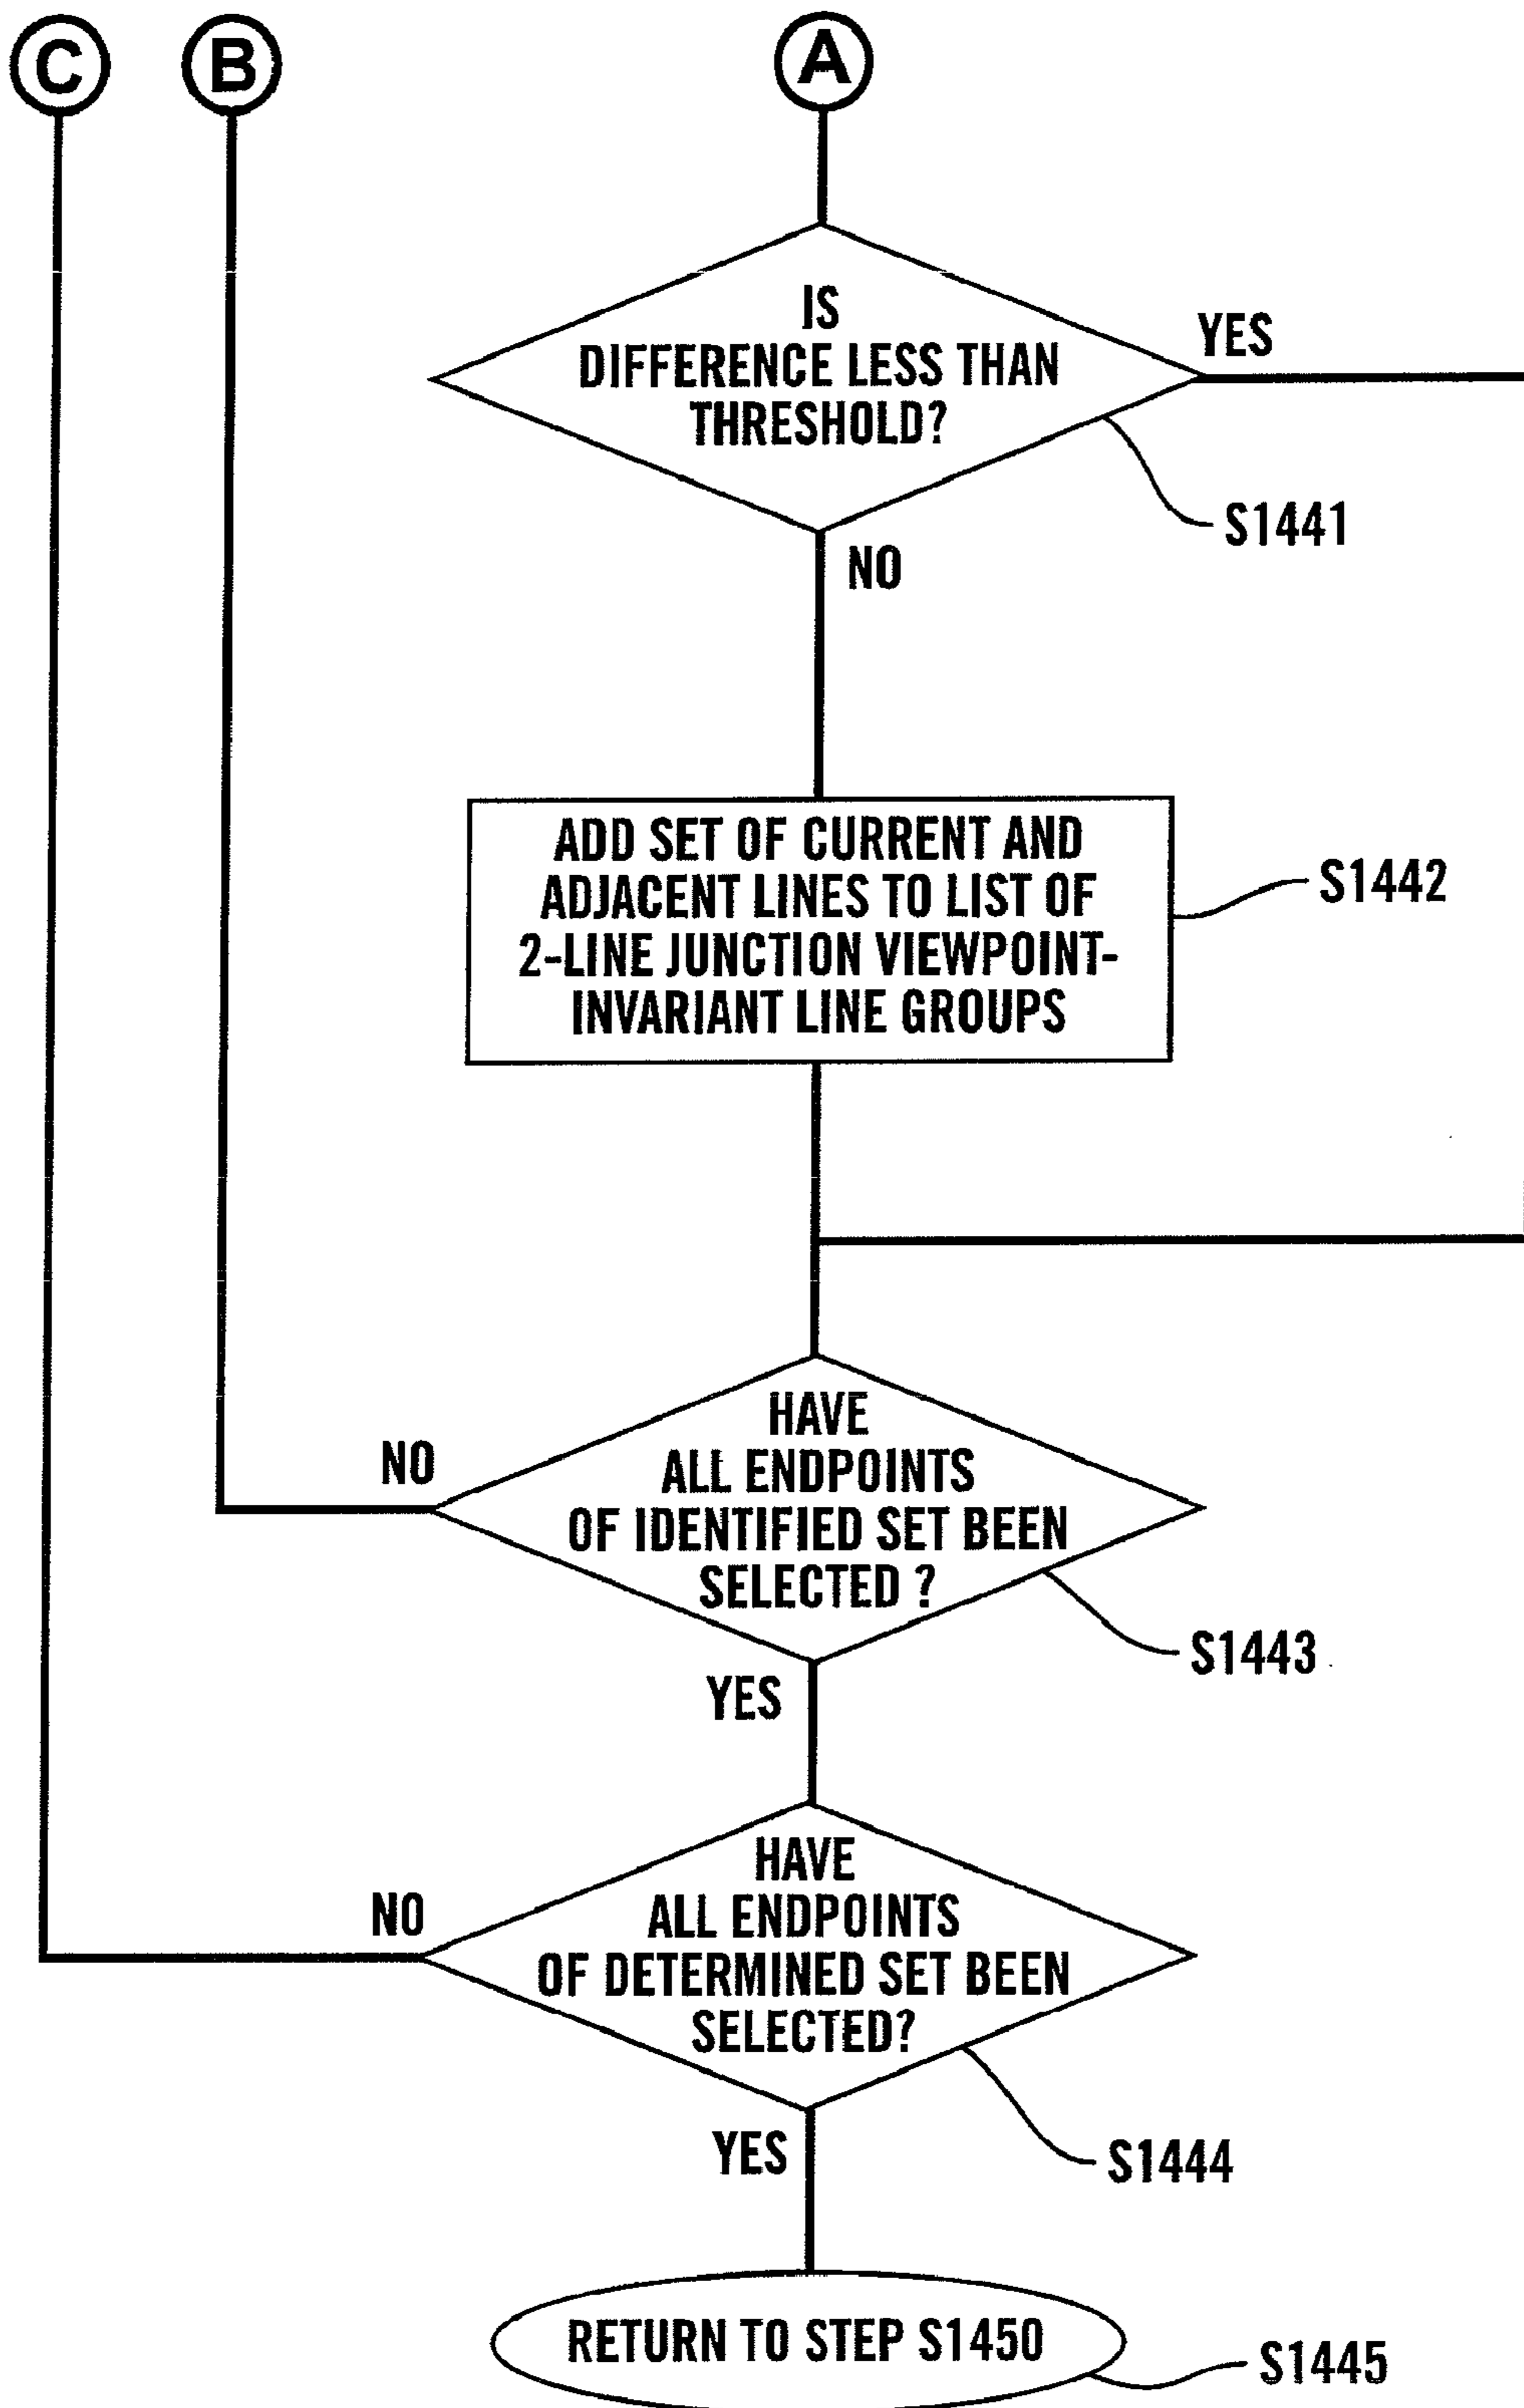 C
B
A
IS
DIFFERENCE LESS THAN
THRESHOLD?
YES
S1441
NO
ADD SET OF CURRENT AND
ADJACENT LINES TO LIST OF
2-LINE JUNCTION VIEWPOINT-
INVARIANT LINE GROUPS
S1442
HAVE
ALL ENDPOINTS
OF IDENTIFIED SET BEEN
SELECTED ?
NO
S1443
YES
HAVE
ALL ENDPOINTS
OF DETERMINED SET BEEN
SELECTED?
NO
S1444
YES
RETURN TO STEP S1450
S1445